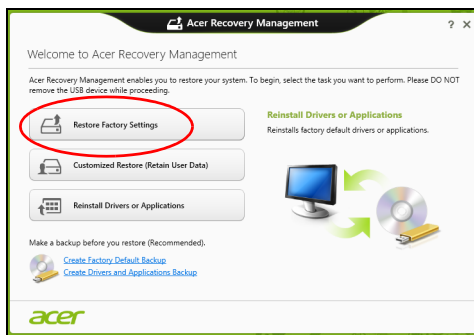 Acer Recovery Management
? X
Welcome to Acer Recovery Management
Acer Recovery Management enables you to restore your system. To begin, select the task you want to perform. Please DO NOT
remove the USB device while proceeding.
Restore Factory Settings
Customized Restore (Retain User Data)
Reinstall Drivers or Applications
Reinstall Drivers or Applications
Reinstalls factory default drivers or applications.
Make a backup before you restore (Recommended).
Create Factory Default Backup
Create Drivers and Applications Backup
acer